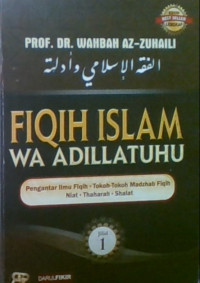 PROF. DR. WAHBAH AZ-ZUHAILI
الفقه الإسلامي وأدلته
FIQIH ISLAM
WA ADILLATUHU
Pengantar Ilmu Fiqih • Tokoh-Tokoh Madzhab Fiqih
Niat • Thaharah • Shalat
Jilid
1
DARULFIKIR